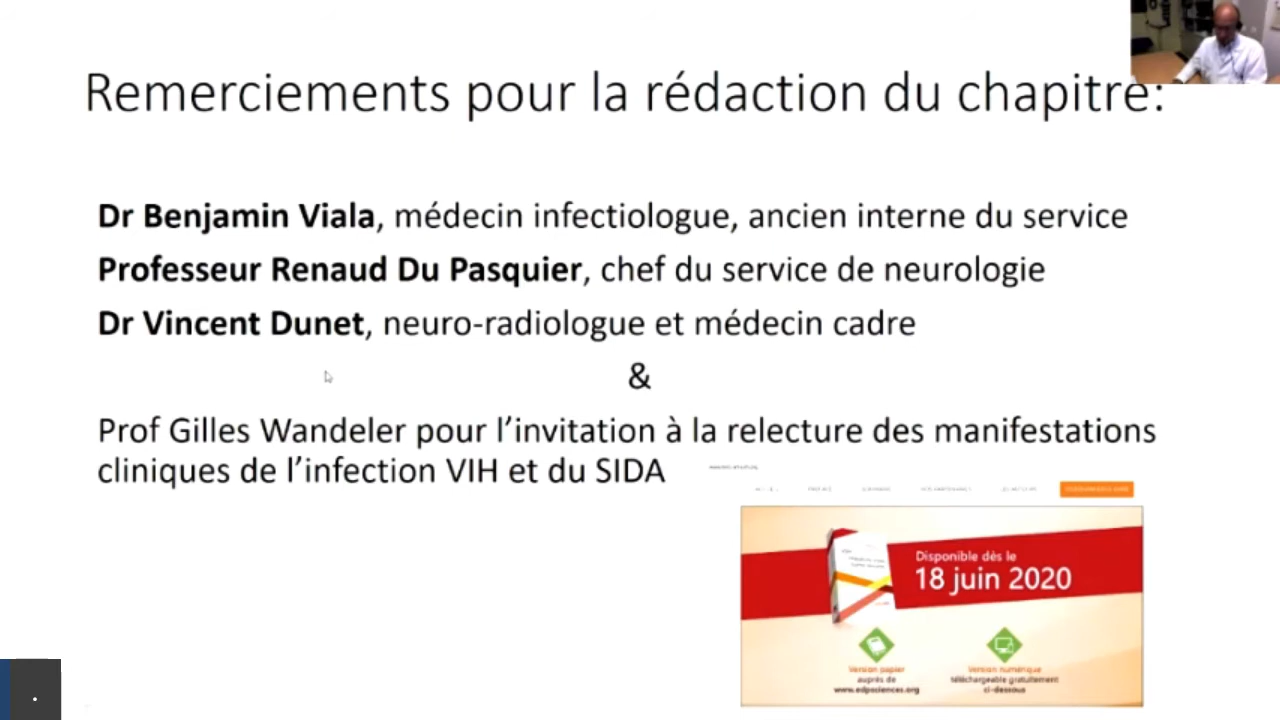 Remerciements pour la rédaction du chapitre:
Dr Benjamin Viala, médecin infectiologue, ancien interne du service
Professeur Renaud Du Pasquier, chef du service de neurologie
Dr Vincent Dunet, neuro-radiologue et médecin cadre
&
Prof Gilles Wandeler pour l’invitation à la relecture des manifestations
cliniques de l’infection VIH et du SIDA
Disponible dès le
18 juin 2020
Version papier
auprès de
www.edpsciences.org
Version numérique
téléchargeable gratuitement
ci-dessous